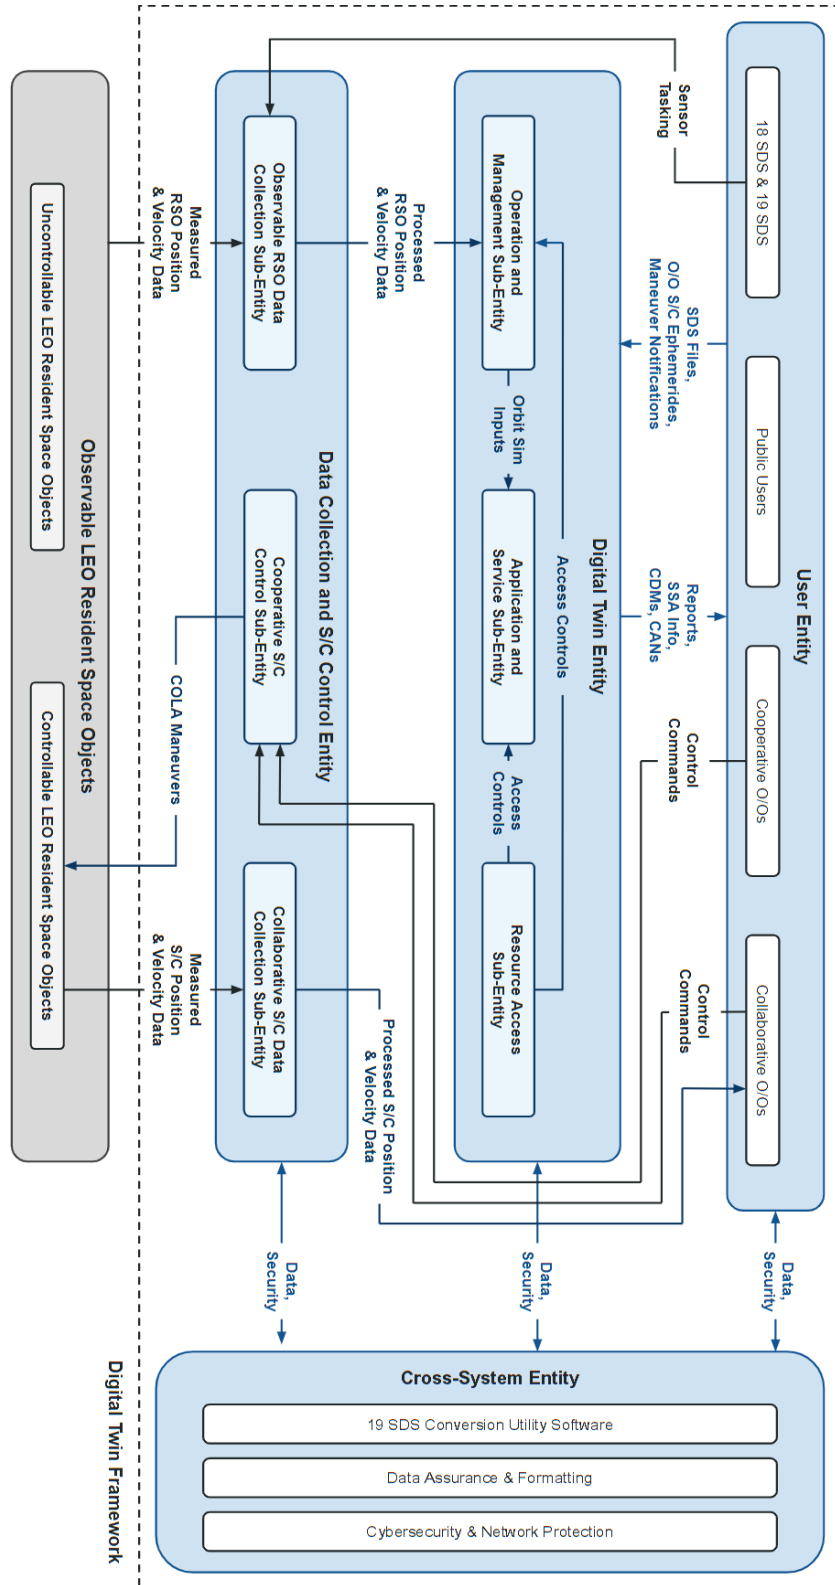 User Entity
18 SDS & 19 SDS
Public Users
Cooperative O/Os
Collaborative O/Os
Sensor
Tasking
SDS Files,
O/O S/C Ephemerides,
Maneuver Notifications
Reports,
SSA Info,
CDMs, CANs
Control
Commands
Control
Commands
Digital Twin Entity
Operation and
Management Sub-Entity
Orbit Sim
Inputs
Application and
Service Sub-Entity
Access
Controls
Resource Access
Sub-Entity
Access Controls
Processed
RSO Position
& Velocity Data
Processed S/C Position
& Velocity Data
Data Collection and S/C Control Entity
Observable RSO Data
Collection Sub-Entity
Cooperative S/C
Control Sub-Entity
Collaborative S/C Data
Collection Sub-Entity
Measured
RSO Position
& Velocity Data
COLA Maneuvers
Measured
S/C Position
& Velocity Data
Observable LEO Resident Space Objects
Uncontrollable LEO Resident Space Objects
Controllable LEO Resident Space Objects
Data,
Security
Data,
Security
Data,
Security
Cross-System Entity
19 SDS Conversion Utility Software
Data Assurance & Formatting
Cybersecurity & Network Protection
Digital Twin Framework